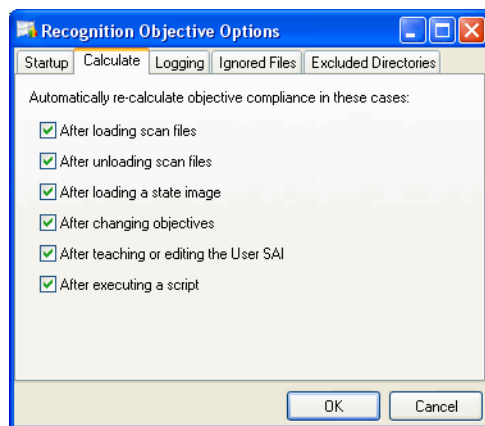 Recognition Objective Options
Startup Calculate Logging Ignored Files Excluded Directories
Automatically re-calculate objective compliance in these cases:
After loading scan files
After unloading scan files
After loading a state image
After changing objectives
After teaching or editing the User SAI
After executing a script
OK Cancel